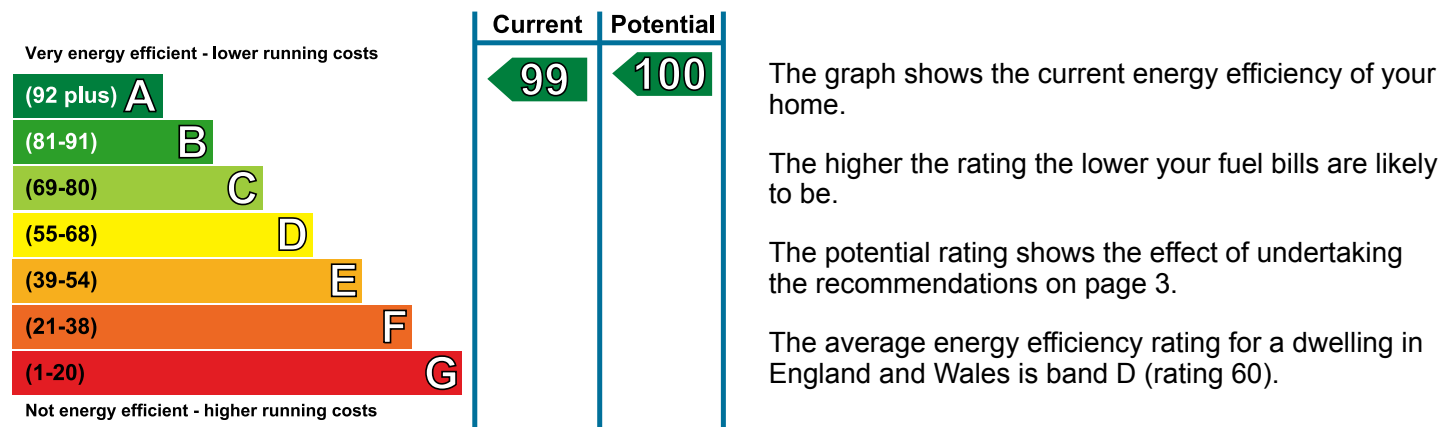 Current Potential
Very energy efficient - lower running costs
(92 plus) A
99 100
(81-91) B
(69-80) C
(55-68) D
(39-54) E
(21-38) F
(1-20) G
Not energy efficient - higher running costs
The graph shows the current energy efficiency of your
home.
The higher the rating the lower your fuel bills are likely
to be.
The potential rating shows the effect of undertaking
the recommendations on page 3.
The average energy efficiency rating for a dwelling in
England and Wales is band D (rating 60).